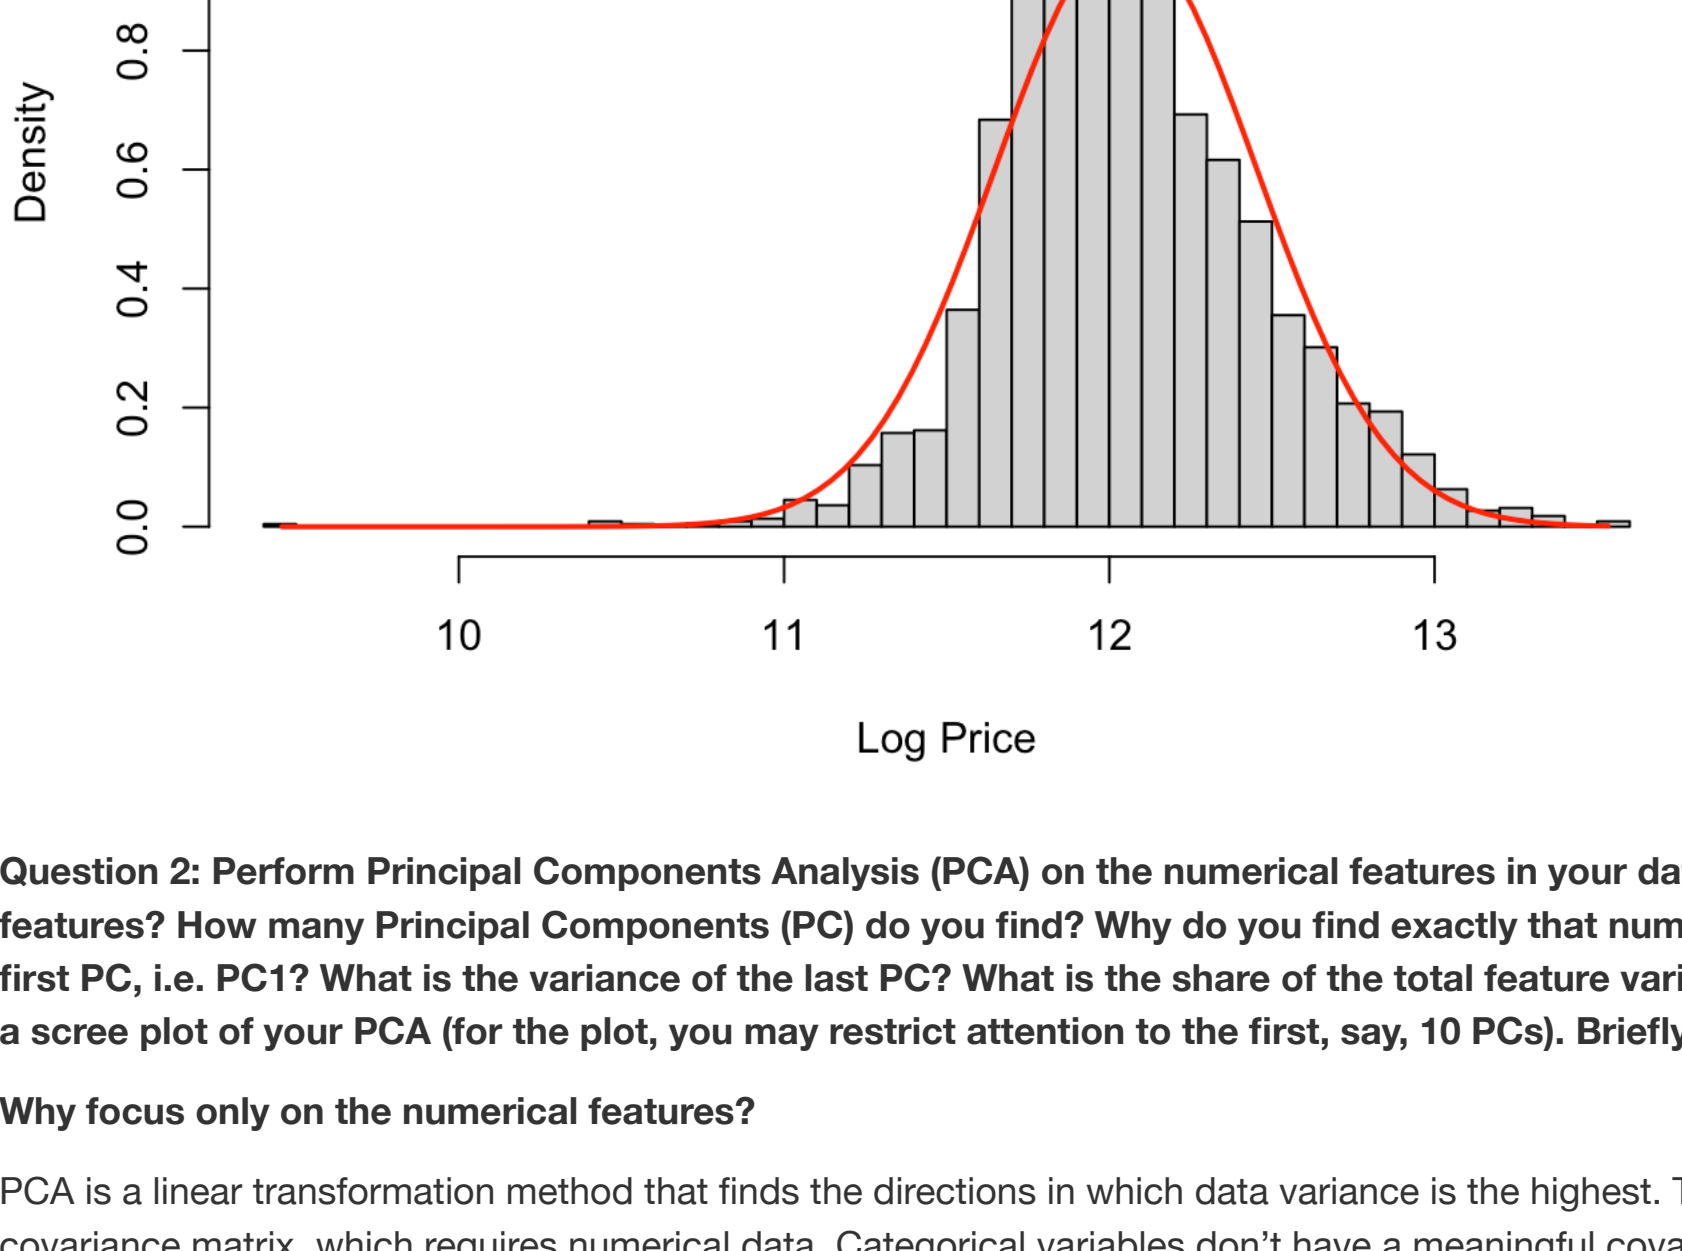 0.8
Density
0.6
0.4
0.2
0.0
10 11 12 13
Log Price
Question 2: Perform Principal Components Analysis (PCA) on the numerical features in your da
features? How many Principal Components (PC) do you find? Why do you find exactly that num
first PC, i.e. PC1? What is the variance of the last PC? What is the share of the total feature vari
a scree plot of your PCA (for the plot, you may restrict attention to the first, say, 10 PCs). Briefly
Why focus only on the numerical features?
PCA is a linear transformation method that finds the directions in which data variance is the highest. T
covariance matrix, which requires numerical data. Categorical variables don't have a meaningful cova